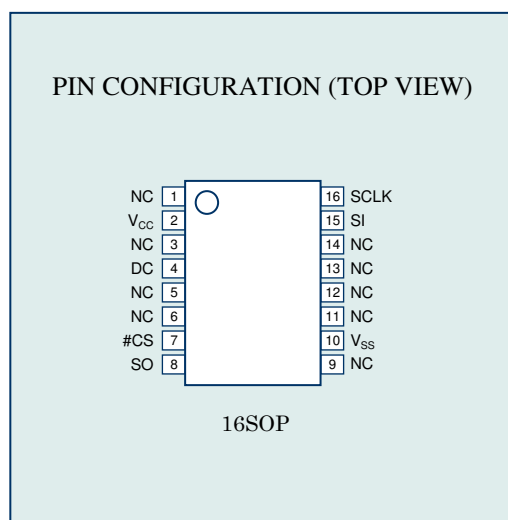 PIN CONFIGURATION (TOP VIEW)
NC 1 16 SCLK
VCC 2 15 SI
NC 3 14 NC
DC 4 13 NC
NC 5 12 NC
NC 6 11 NC
#CS 7 10 VSS
SO 8 9 NC
16SOP